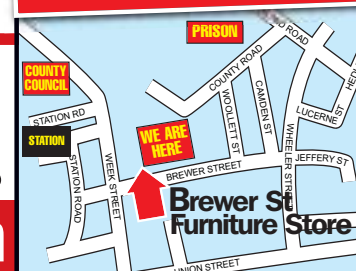 PRISON
ROAD
COUNTY ROAD
COUNTY
COUNCIL
STATION RD
WOOLLETT ST
CAMDEN ST
LUCERNE ST
STATION
WE ARE
HERE
WHEELER STREET
JEFFERY ST
STATION ROAD
WEEK STREET
BREWER STREET
Brewer St
Furniture Store
UNION STREET